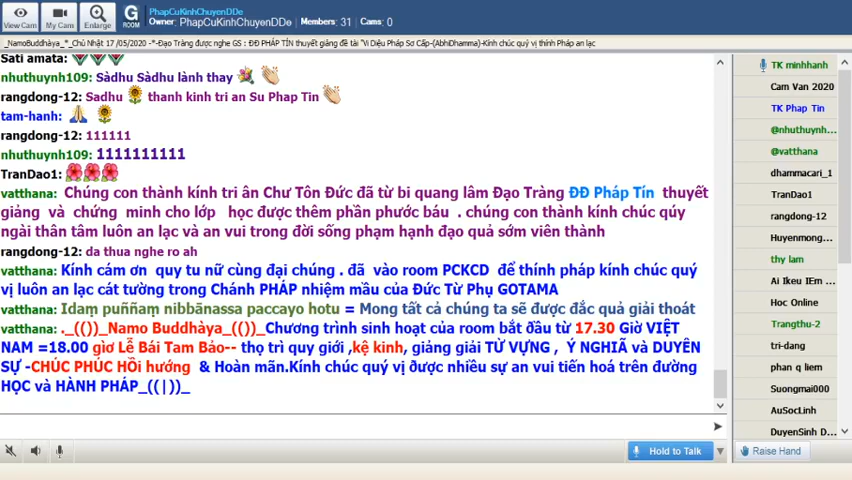 View Cam
My Cam
Enlarge
G
ROOM
PhapCuKinhChuyenDDe
Owner: PhapCuKinhChuyenDDe Members: 31 Cams: 0
_NamoBuddhàya_*_Chủ Nhật 17 /05/2020 -*-Đạo Tràng được nghe GS : ĐĐ PHÁP TÍN thuyết giảng đề tài "Vi Diệu Pháp Sơ Cấp-(AbhiDhamma)-Kính chúc quý vị thính Pháp an lạc
Sati amata:
nhuthuynh109: Sàdhu Sàdhu lành thay
rangdong-12: Sadhu thanh kinh tri an Su Phap Tin
tam-hanh:
rangdong-12: 111111
nhuthuynh109: 1111111111
TranDao1:
vatthana: Chúng con thành kính tri ân Chư Tôn Đức đã từ bi quang lâm Đạo Tràng ĐĐ Pháp Tín thuyết
giảng và chứng minh cho lớp học được thêm phần phước báu . chúng con thành kính chúc qúy
ngài thân tâm luôn an lạc và an vui trong đời sống phạm hạnh đạo quả sớm viên thành
rangdong-12: da thua nghe ro ah
vatthana: Kính cám ơn quy tu nữ cùng đại chúng . đã vào room PCKCD để thính pháp kính chúc quý
vị luôn an lạc cát tường trong Chánh PHÁP nhiệm mầu của Đức Từ Phụ GOTAMA
vatthana: Idaṃ puññaṃ nibbānassa paccayo hotu = Mong tất cả chúng ta sẽ được đắc quả giải thoát
vatthana: ._(())_Namo Buddhàya_(())_Chương trình sinh hoạt của room bắt đầu từ 17.30 Giờ VIỆT
NAM =18.00 giơ Lễ Bái Tam Bảo-- thọ trì quy giới ,kệ kinh, giảng giải TỪ VỰNG , Ý NGHIÃ và DUYÊN
SỰ -CHÚC PHÚC HỒi hướng & Hoàn mãn.Kính chúc quý vị được nhiều sự an vui tiến hoá trên đường
HỌC và HÀNH PHÁP_((|))_
Hold to Talk
TK minhhanh
Cam Van 2020
TK Phap Tin
@nhuthuynh...
@vatthana
dhammacari_1
TranDao1
rangdong-12
Huyenmong...
thy lam
Ai Ikeu IEm ...
Hoc Online
Trangthu-2
tri-dang
phan q liem
Suongmai000
AuSocLinh
DuyenSinh D...
Raise Hand